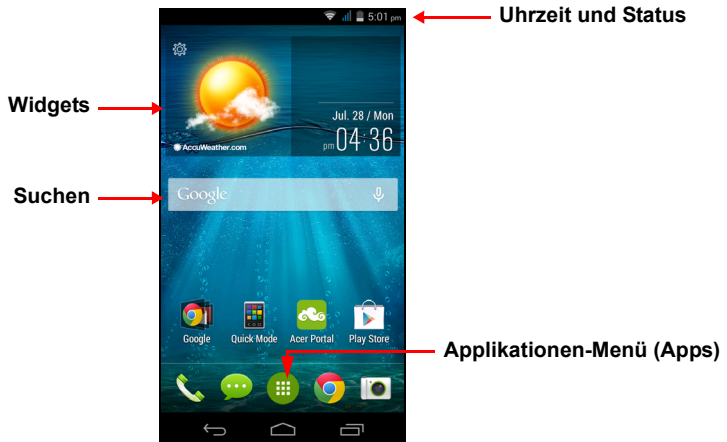 5:01 pm
Uhrzeit und Status
Widgets
Jul. 28 / Mon
pm 04:36
AccuWeather.com
Suchen
Google
Google
Quick Mode
Acer Portal
Play Store
Applikationen-Menü (Apps)